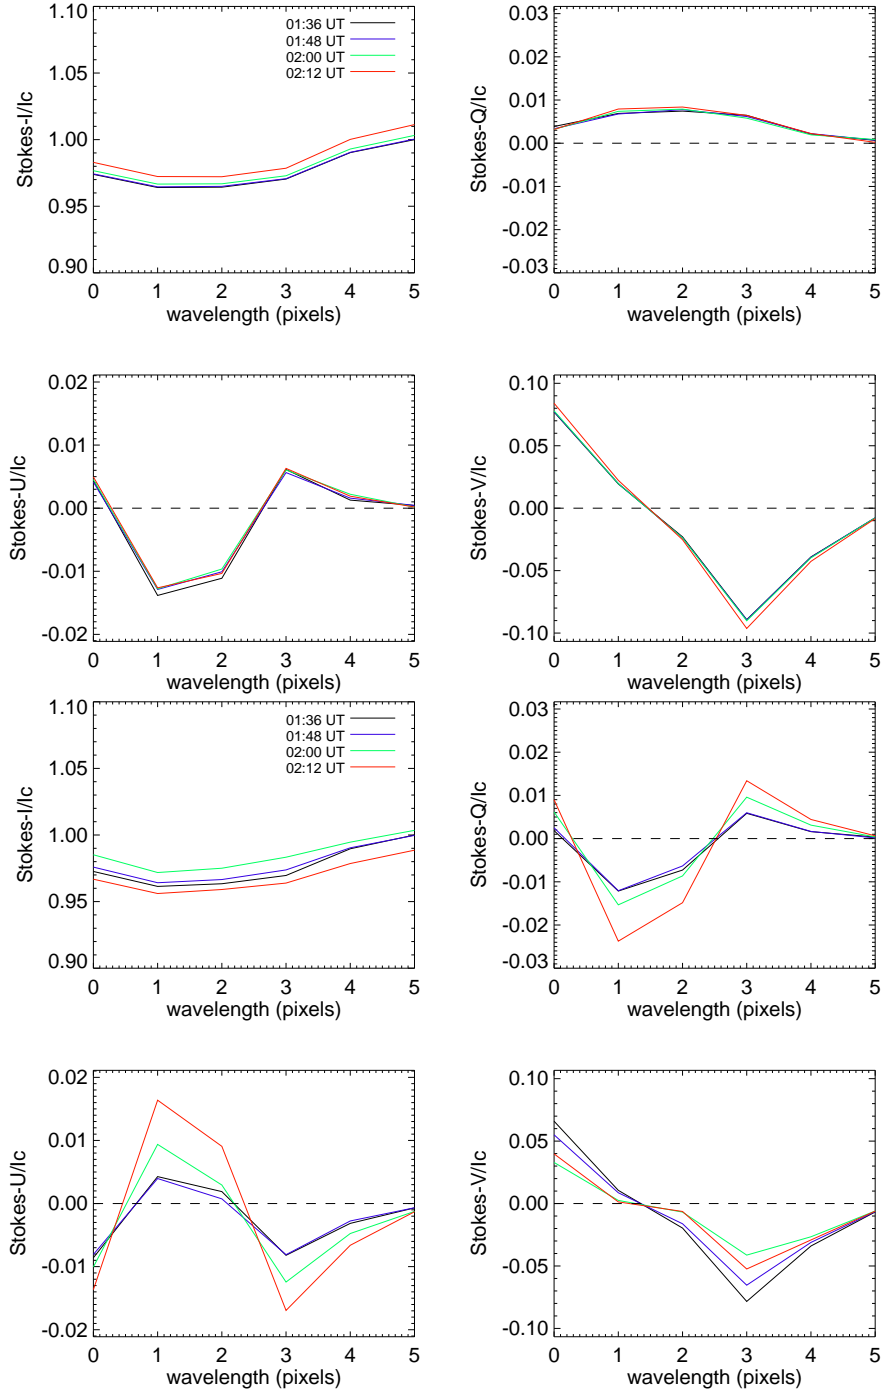 1.10
1.05
1.00
0.95
0.90
Stokes-I/Ic
01:36 UT
01:48 UT
02:00 UT
02:12 UT
0 1 2 3 4 5
wavelength (pixels)
0.03
0.02
0.01
0.00
-0.01
-0.02
-0.03
Stokes-Q/Ic
0 1 2 3 4 5
wavelength (pixels)
0.02
0.01
0.00
-0.01
-0.02
Stokes-U/Ic
0 1 2 3 4 5
wavelength (pixels)
0.10
0.05
0.00
-0.05
-0.10
Stokes-V/Ic
0 1 2 3 4 5
wavelength (pixels)
1.10
1.05
1.00
0.95
0.90
Stokes-I/Ic
01:36 UT
01:48 UT
02:00 UT
02:12 UT
0 1 2 3 4 5
wavelength (pixels)
0.03
0.02
0.01
0.00
-0.01
-0.02
-0.03
Stokes-Q/Ic
0 1 2 3 4 5
wavelength (pixels)
0.02
0.01
0.00
-0.01
-0.02
Stokes-U/Ic
0 1 2 3 4 5
wavelength (pixels)
0.10
0.05
0.00
-0.05
-0.10
Stokes-V/Ic
0 1 2 3 4 5
wavelength (pixels)